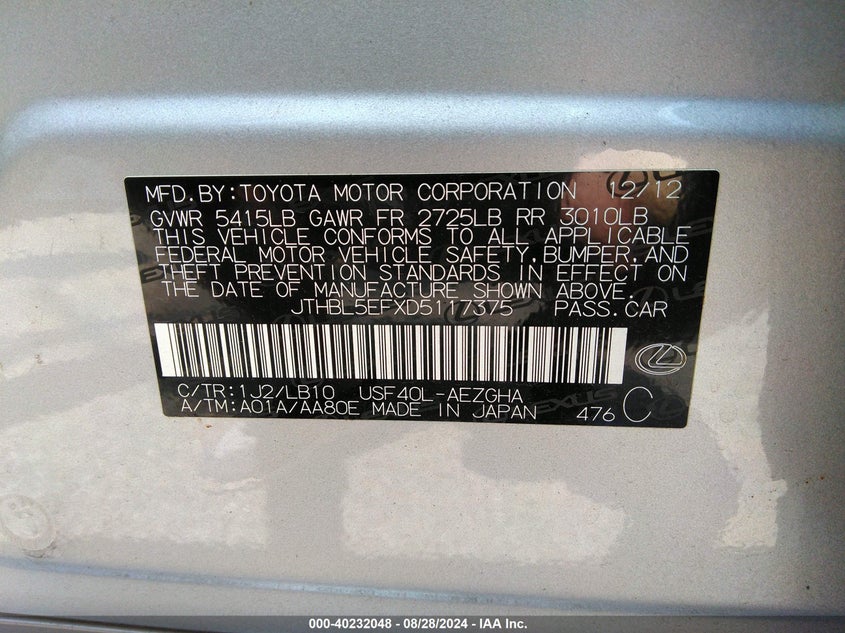 MFD.BY:TOYOTA MOTOR CORPORATION 12/12
GVWR 5415LB GAWR FR 2725LB RR 3010LB
THIS VEHICLE CONFORMS TO ALL APPLICABLE
FEDERAL MOTOR VEHICLE SAFETY,BUMPER,AND
THEFT PREVENTION STANDARDS IN EFFECT ON
THE DATE OF MANUFACTURE SHOWN ABOVE.
JTHBL5EFXD5117375 PASS.CAR
C/TR:1J2/LB10 USF40L-AEZGHA
A/TM:A01A/AA80E MADE IN JAPAN 476 C
000-40232048 - 08/28/2024 - IAA Inc.